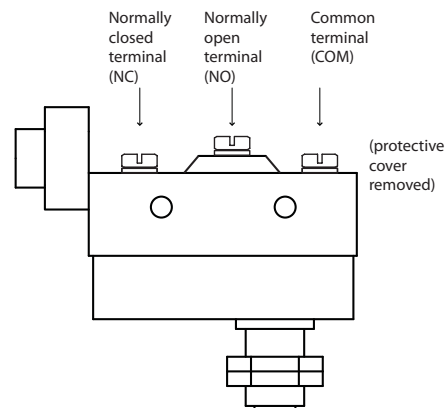 Normally
closed
terminal
(NC)
Normally
open
terminal
(NO)
Common
terminal
(COM)
(protective
cover
removed)